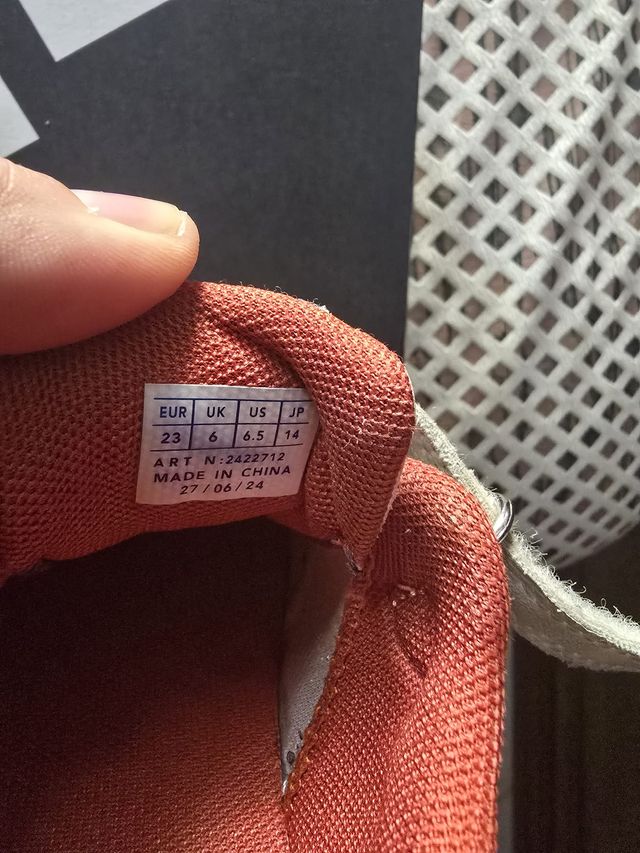 EUR UK US JP
23 6 6.5 14
ART N:2422712
MADE IN CHINA
27/06/24